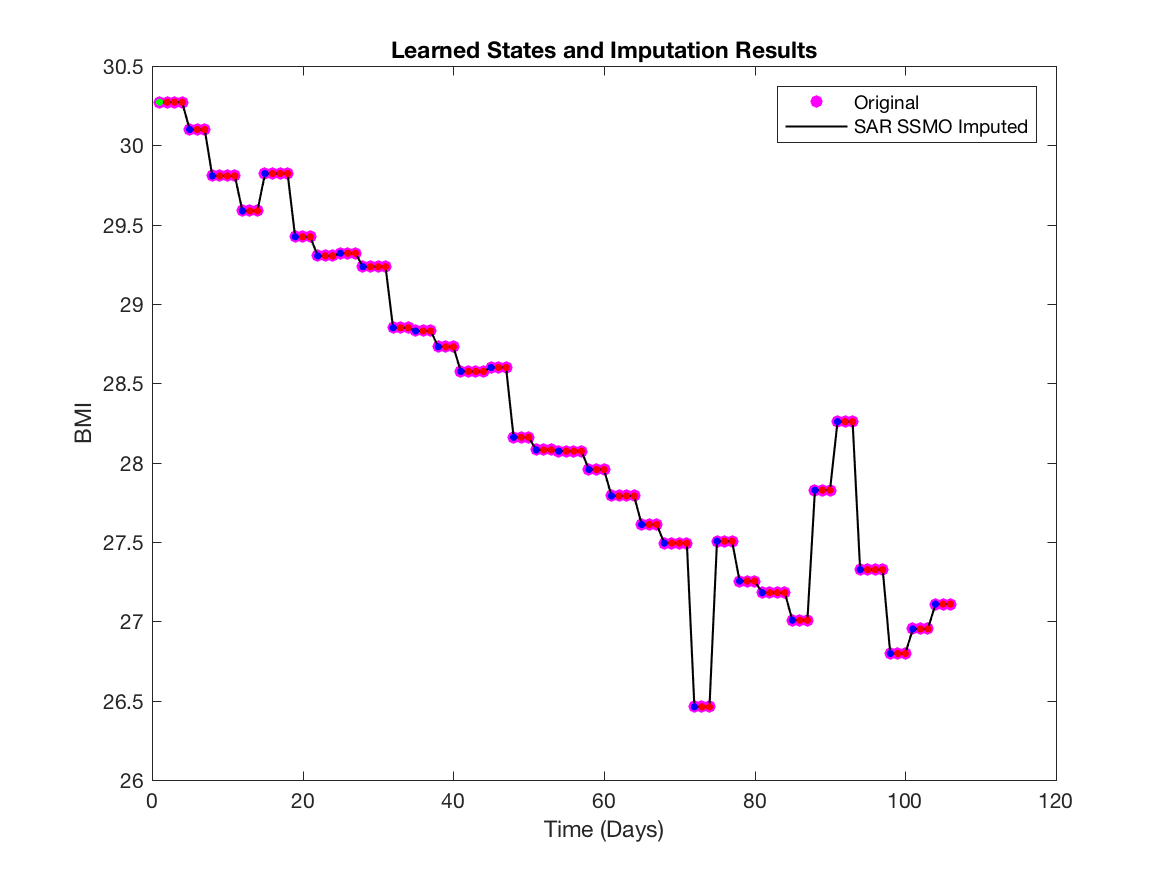 Learned States and Imputation Results
30.5
30
29.5
29
28.5
28
27.5
27
26.5
26
BMI
Original
SAR SSMO Imputed
0 20 40 60 80 100 120
Time (Days)